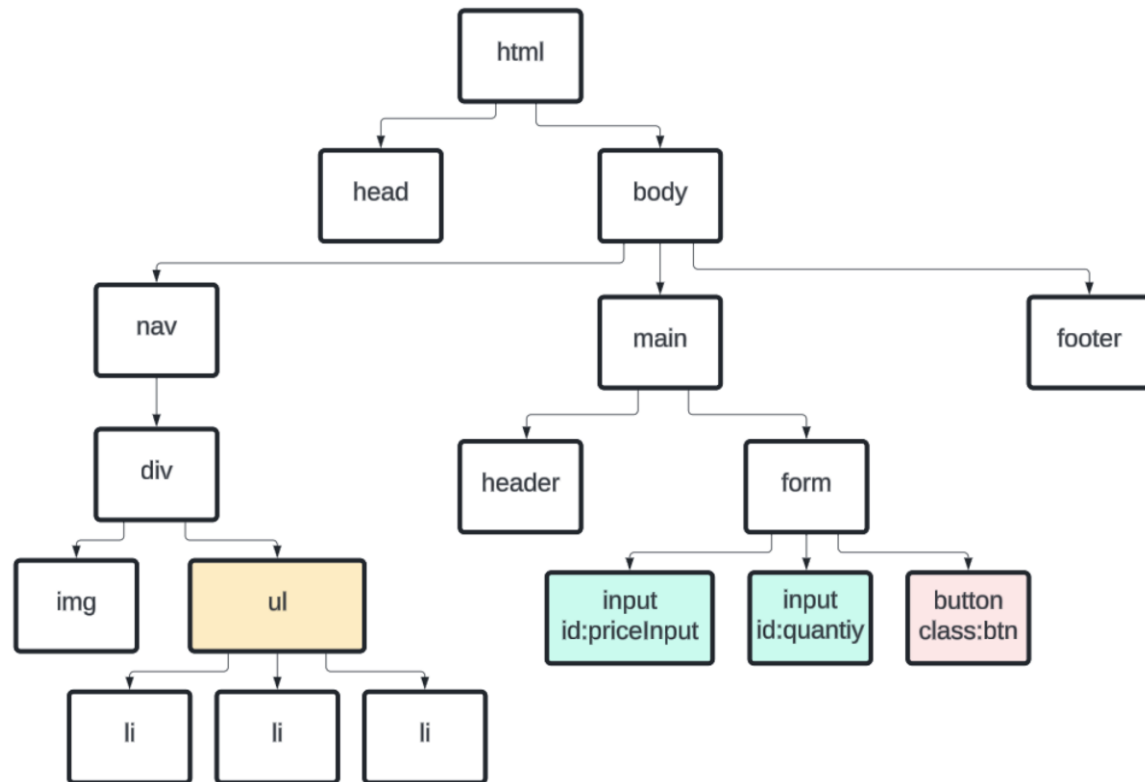 html
head
body
nav
main
footer
div
header
form
img
ul
input
id:priceInput
input
id:quantiy
button
class:btn
li
li
li